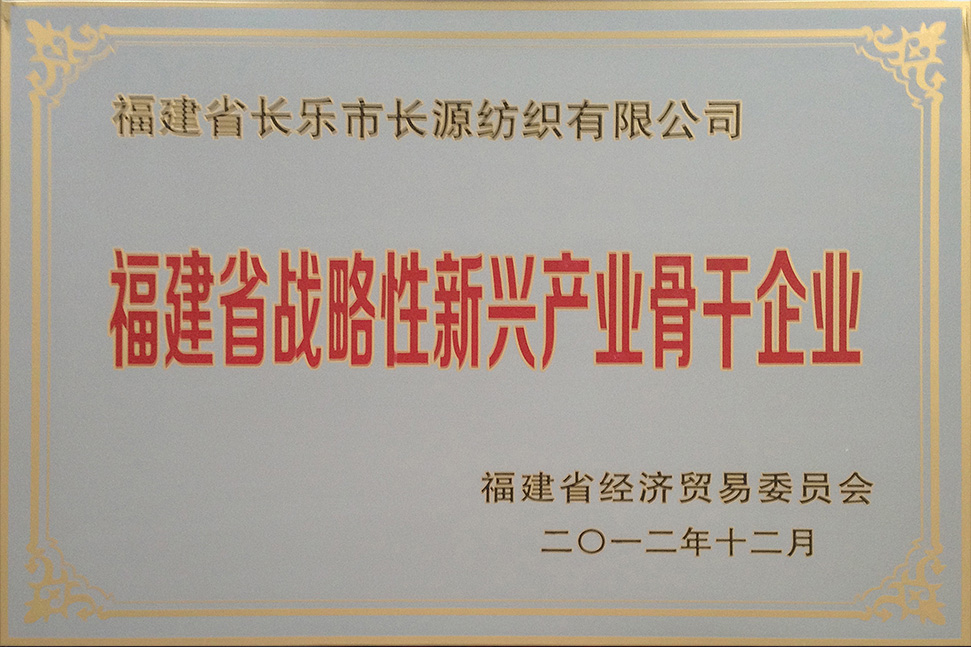 福建省长乐市长源纺织有限公司
福建省战略性新兴产业骨干企业
福建省经济贸易委员会
二〇一二年十二月